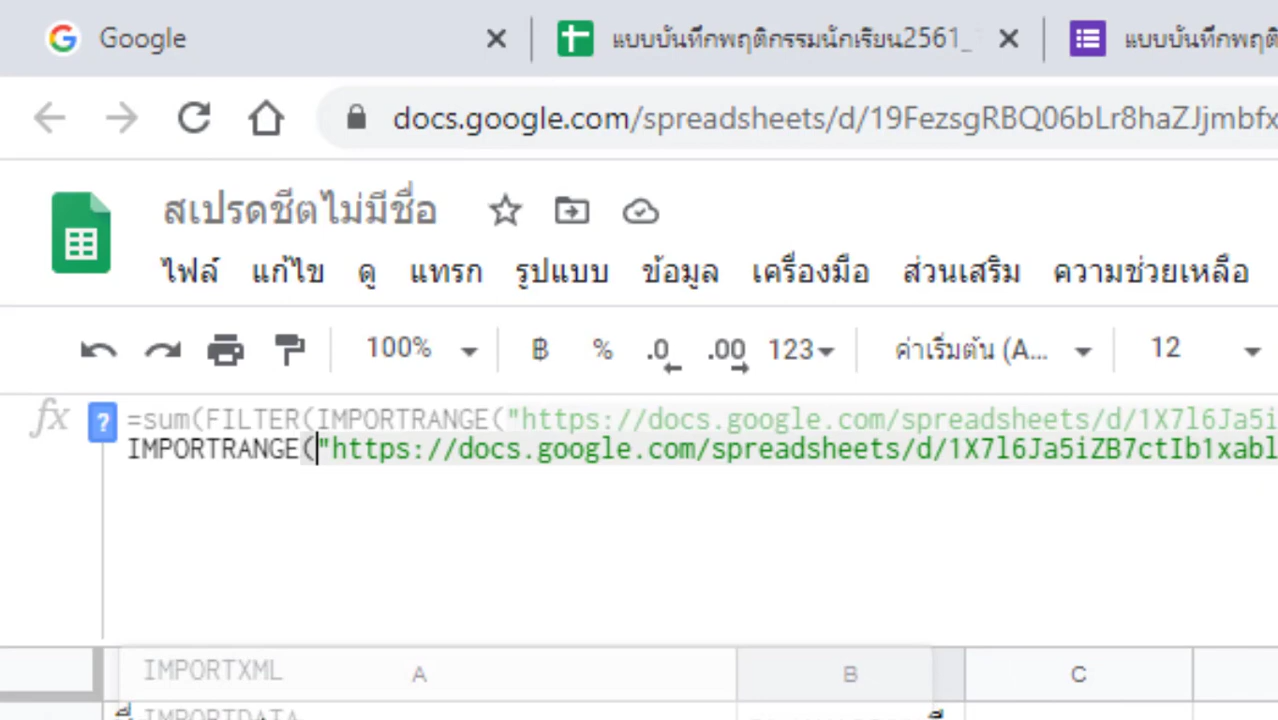 Google
แบบบันทึกพฤติกรรมนักเรียน2561_
แบบบันทึกพฤติ
docs.google.com/spreadsheets/d/19FezsgRBQ06bLr8haZJjmbfx
สเปรดชีตไม่มีชื่อ
ไฟล์ แก้ไข ดู แทรก รูปแบบ ข้อมูล เครื่องมือ ส่วนเสริม ความช่วยเหลือ
100% ฿ % .0 .00 123 ค่าเริ่มต้น (A... 12
fx ? =sum(FILTER(IMPORTRANGE("https://docs.google.com/spreadsheets/d/1X7l6Ja5i
IMPORTRANGE("https://docs.google.com/spreadsheets/d/1X7l6Ja5iZB7ctIb1xabl
IMPORTXML A B C
IMPORTDATA